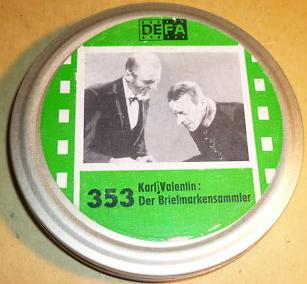 DEFA
353 Karl Valentin:
Der Briefmarkensammler